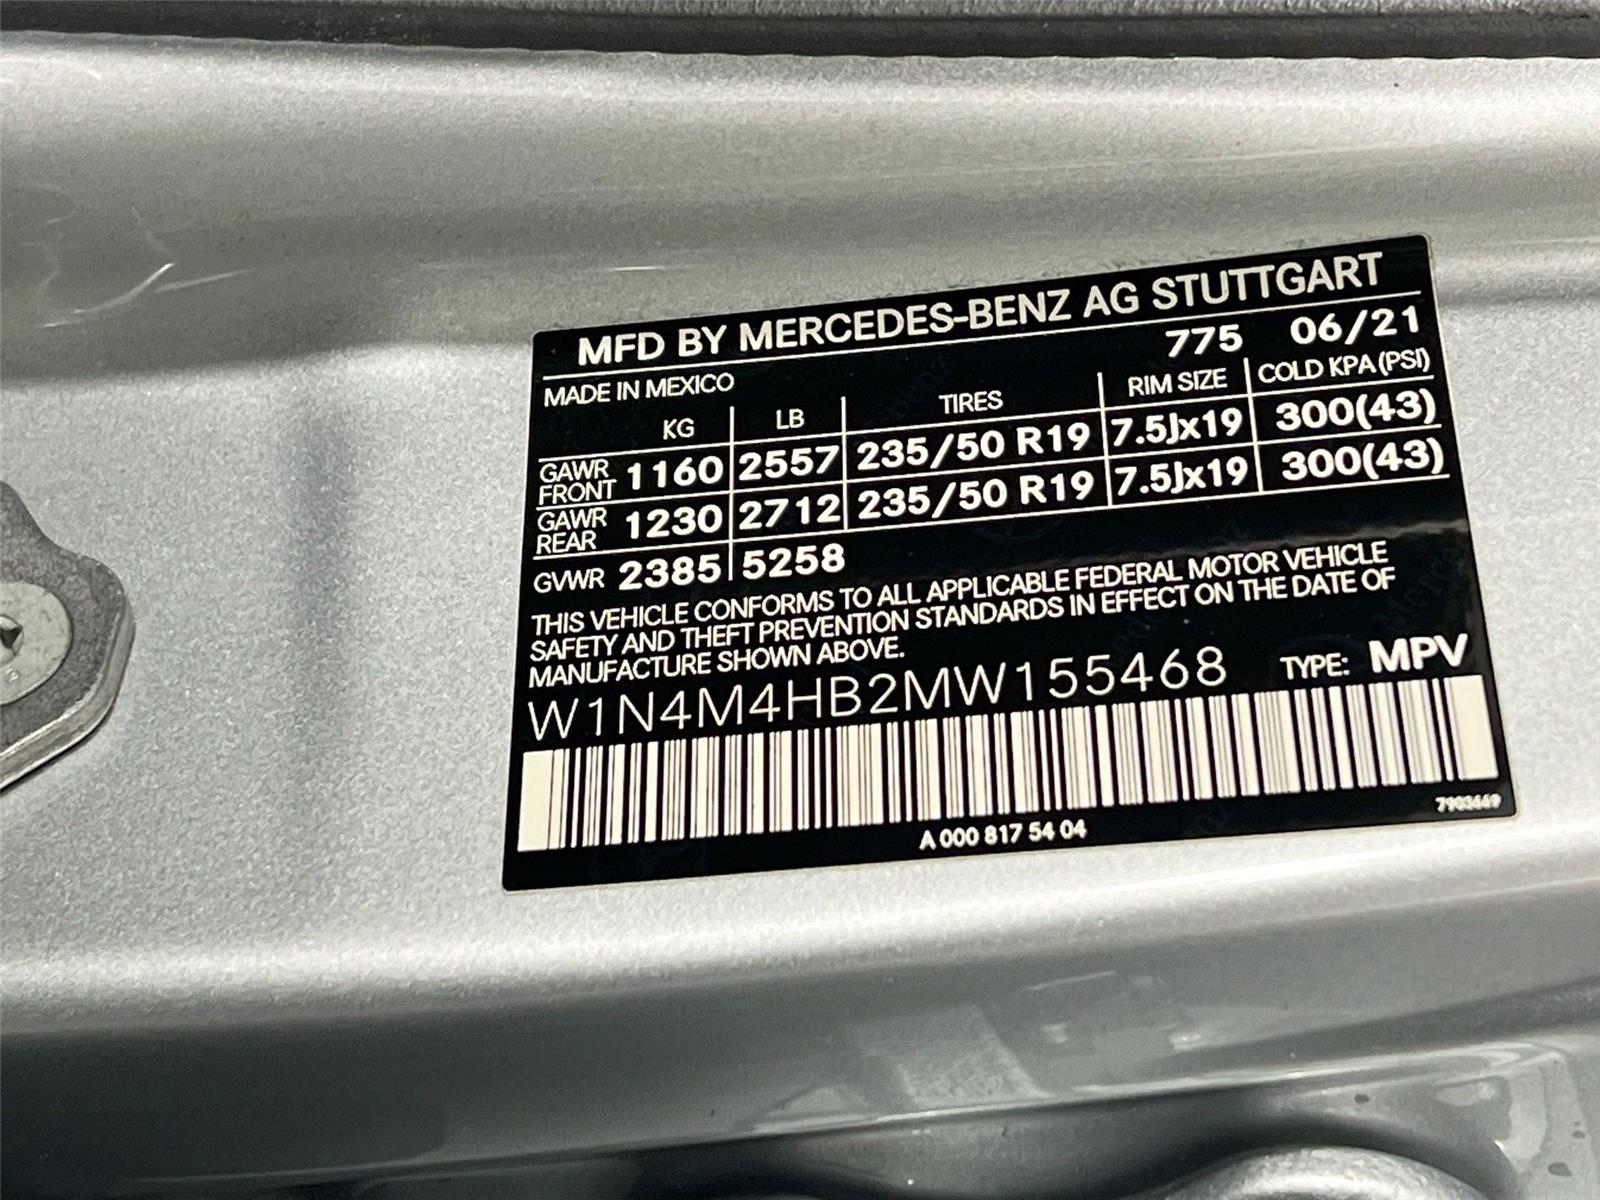 MFD BY MERCEDES-BENZ AG STUTTGART
775 06/21
MADE IN MEXICO
KG LB TIRES RIM SIZE COLD KPA (PSI)
GAWR FRONT 1160 2557 235/50 R19 7.5Jx19 300(43)
GAWR REAR 1230 2712 235/50 R19 7.5Jx19 300(43)
GVWR 2385 5258
THIS VEHICLE CONFORMS TO ALL APPLICABLE FEDERAL MOTOR VEHICLE
SAFETY AND THEFT PREVENTION STANDARDS IN EFFECT ON THE DATE OF
MANUFACTURE SHOWN ABOVE.
W1N4M4HB2MW155468 TYPE: MPV
A 000 817 54 04